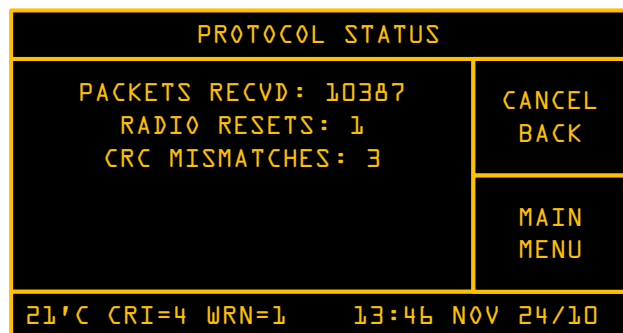 PROTOCOL STATUS
PACKETS RECVD: 10387
RADIO RESETS: 1
CRC MISMATCHES: 3
CANCEL
BACK
MAIN
MENU
21'C CRI=4 WRN=1 13:46 NOV 24/10